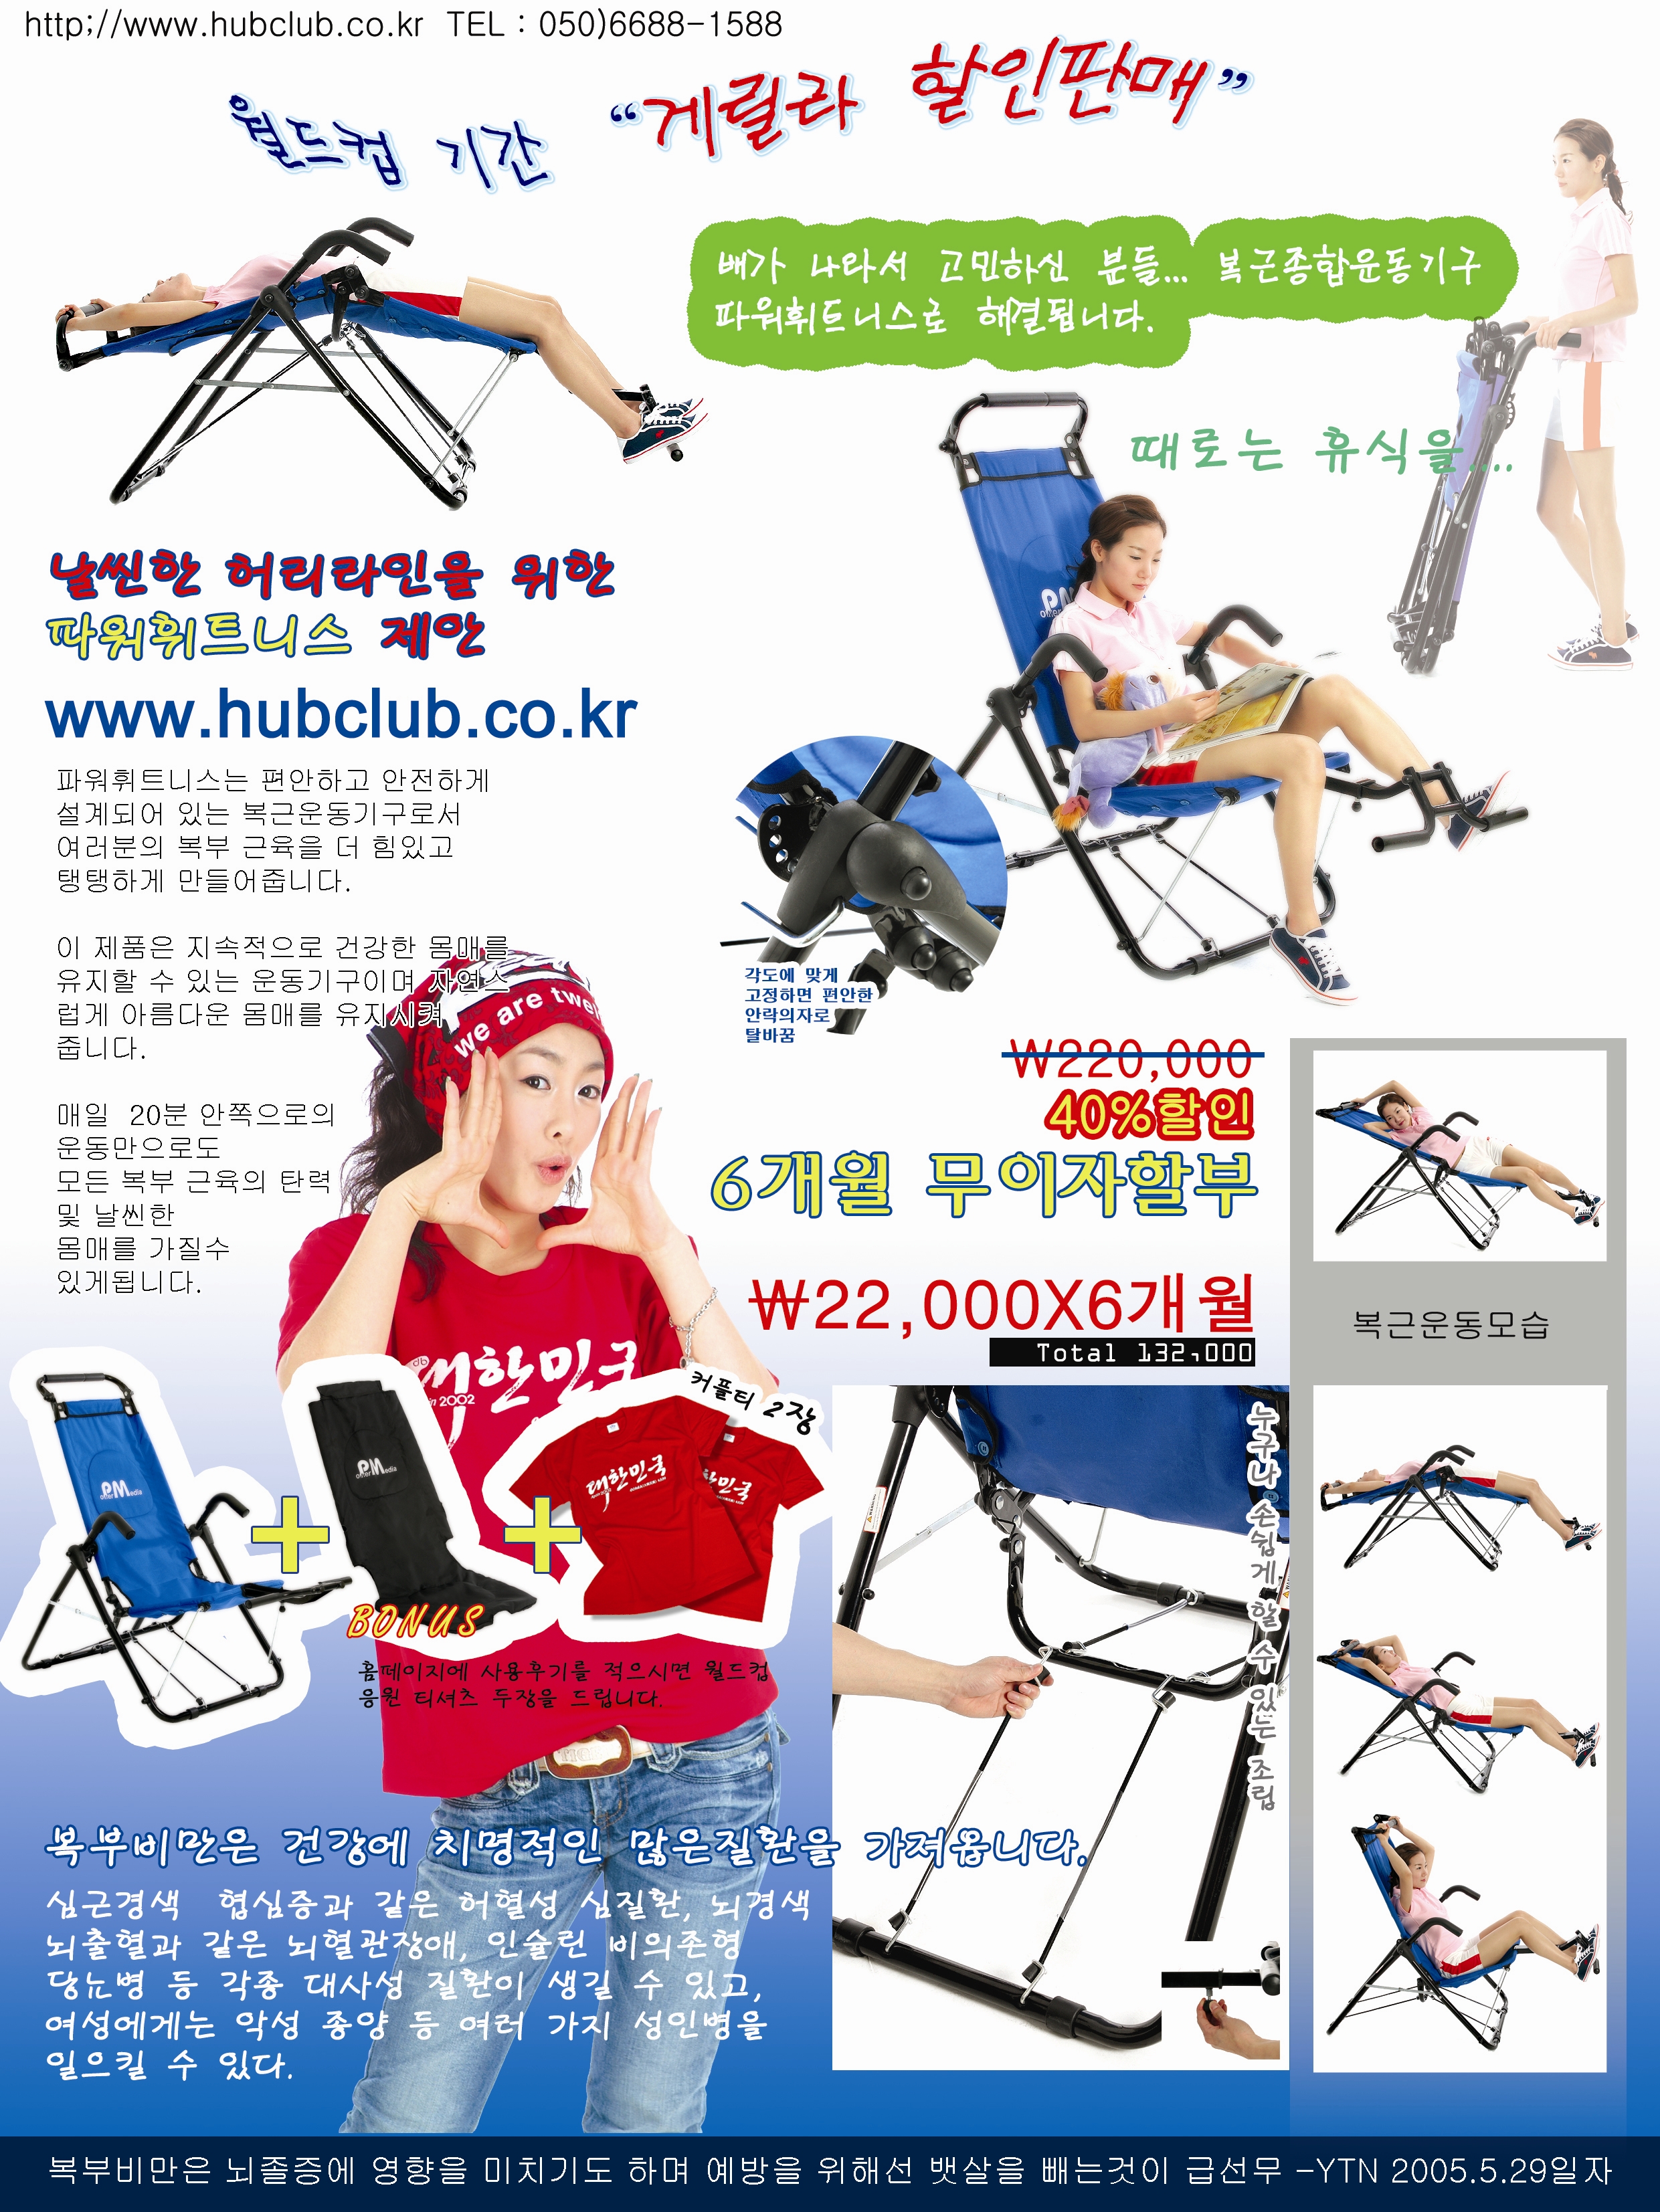 http;//www.hubclub.co.kr TEL : 050)6688-1588
월드컵 기간 “게릴라 할인판매”
배가 나와서 고민하신 분들... 복근종합운동기구
파워휘트니스로 해결됩니다.
때로는 휴식을....
날씬한 허리라인을 위한
파워휘트니스 제안
www.hubclub.co.kr
파워휘트니스는 편안하고 안전하게
설계되어 있는 복근운동기구로서
여러분의 복부 근육을 더 힘있고
탱탱하게 만들어줍니다.
이 제품은 지속적으로 건강한 몸매를
유지할 수 있는 운동기구이며 자연스
럽게 아름다운 몸매를 유지시켜
줍니다.
매일 20분 안쪽으로의
운동만으로도
모든 복부 근육의 탄력
및 날씬한
몸매를 가질수
있게됩니다.
각도에 맞게
고정하면 편안한
안락의자로
탈바꿈
we are twe
₩220,000
40%할인
6개월 무이자할부
₩22,000X6개월
Total 132,000
복근운동모습
대한민국
in 2002
커플티 2장
PM
offerMedia
PM
offerMedia
대한민국
한민국
BONUS
홈페이지에 사용후기를 적으시면 월드컵
응원 티셔츠 두장을 드립니다.
누구나 손쉽게 할 수 있는 조립
복부비만은 건강에 치명적인 많은질환을 가져옵니다.
심근경색 협심증과 같은 허혈성 심질환, 뇌경색
뇌출혈과 같은 뇌혈관장애, 인슐린 비의존형
당뇨병 등 각종 대사성 질환이 생길 수 있고,
여성에게는 악성 종양 등 여러 가지 성인병을
일으킬 수 있다.
복부비만은 뇌졸증에 영향을 미치기도 하며 예방을 위해선 뱃살을 빼는것이 급선무 -YTN 2005.5.29일자